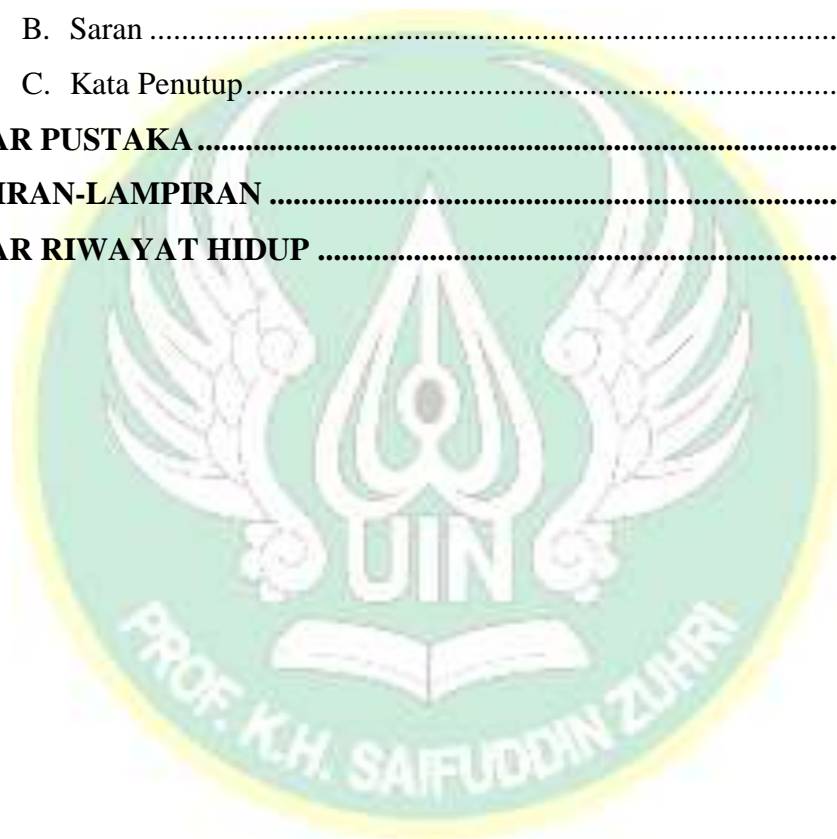 B. Saran ........................................................................................
C. Kata Penutup............................................................................
AR PUSTAKA ................................................................................
IRAN-LAMPIRAN .......................................................................
AR RIWAYAT HIDUP .................................................................
UIN
PROF. K.H. SAIFUDDIN ZUHRI